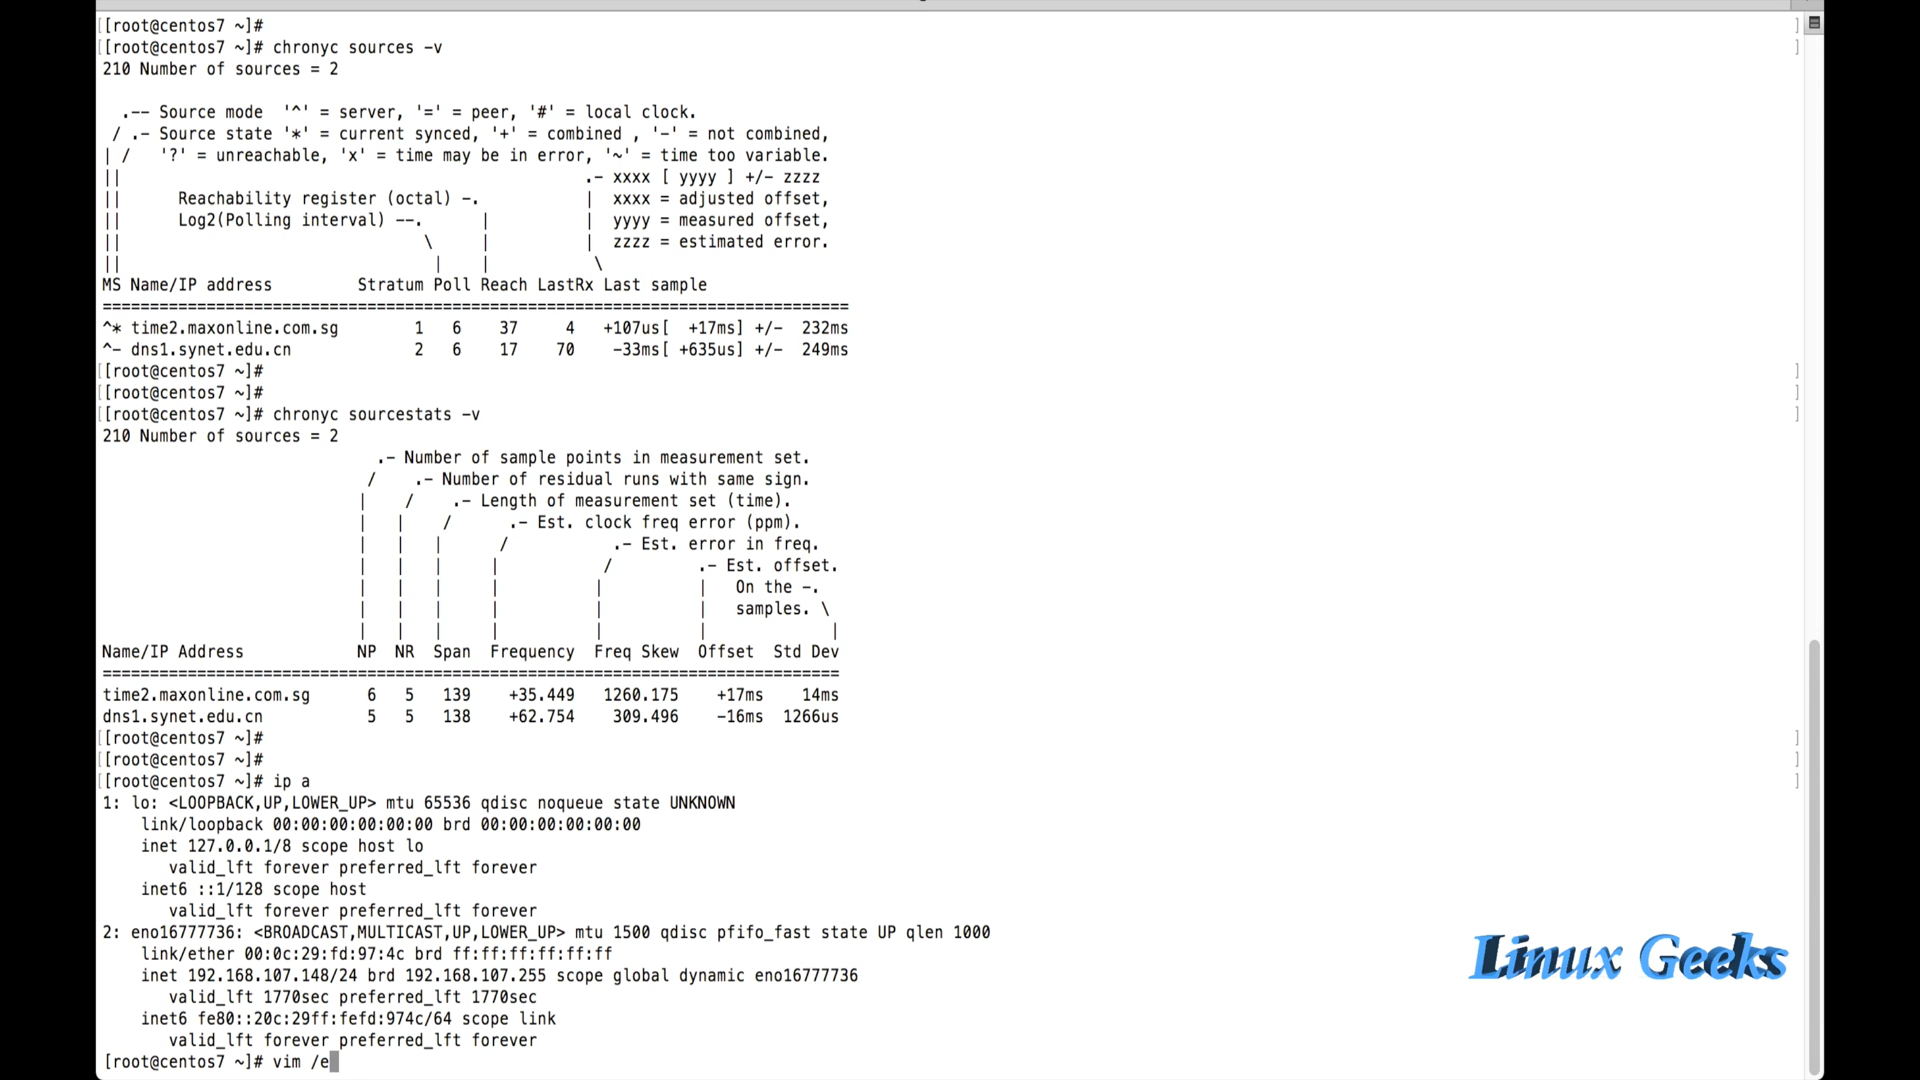 [[root@centos7 ~]# ]
[[root@centos7 ~]# chronyc sources -v ]
210 Number of sources = 2

  .-- Source mode  '^' = server, '=' = peer, '#' = local clock.
 / .- Source state '*' = current synced, '+' = combined , '-' = not combined,
| /   '?' = unreachable, 'x' = time may be in error, '~' = time too variable.
||                                                 .- xxxx [ yyyy ] +/- zzzz
||      Reachability register (octal) -.           |  xxxx = adjusted offset,
||      Log2(Polling interval) --.      |          |  yyyy = measured offset,
||                                \     |          |  zzzz = estimated error.
||                                 |    |           \
MS Name/IP address         Stratum Poll Reach LastRx Last sample
===============================================================================
^* time2.maxonline.com.sg        1   6    37     4   +107us[  +17ms] +/-  232ms
^- dns1.synet.edu.cn             2   6    17    70    -33ms[ +635us] +/-  249ms
[[root@centos7 ~]# ]
[[root@centos7 ~]# ]
[[root@centos7 ~]# chronyc sourcestats -v ]
210 Number of sources = 2
                             .- Number of sample points in measurement set.
                            /    .- Number of residual runs with same sign.
                           |    /    .- Length of measurement set (time).
                           |   |    /      .- Est. clock freq error (ppm).
                           |   |   |      /           .- Est. error in freq.
                           |   |   |     |           /         .- Est. offset.
                           |   |   |     |          |          |   On the -.
                           |   |   |     |          |          |   samples. \
                           |   |   |     |          |          |             |
Name/IP Address            NP  NR  Span  Frequency  Freq Skew  Offset  Std Dev
==============================================================================
time2.maxonline.com.sg      6   5   139    +35.449   1260.175    +17ms    14ms
dns1.synet.edu.cn           5   5   138    +62.754    309.496    -16ms  1266us
[[root@centos7 ~]# ]
[[root@centos7 ~]# ]
[[root@centos7 ~]# ip a ]
1: lo: <LOOPBACK,UP,LOWER_UP> mtu 65536 qdisc noqueue state UNKNOWN
    link/loopback 00:00:00:00:00:00 brd 00:00:00:00:00:00
    inet 127.0.0.1/8 scope host lo
       valid_lft forever preferred_lft forever
    inet6 ::1/128 scope host
       valid_lft forever preferred_lft forever
2: eno16777736: <BROADCAST,MULTICAST,UP,LOWER_UP> mtu 1500 qdisc pfifo_fast state UP qlen 1000
    link/ether 00:0c:29:fd:97:4c brd ff:ff:ff:ff:ff:ff
    inet 192.168.107.148/24 brd 192.168.107.255 scope global dynamic eno16777736
       valid_lft 1770sec preferred_lft 1770sec
    inet6 fe80::20c:29ff:fefd:974c/64 scope link
       valid_lft forever preferred_lft forever
[root@centos7 ~]# vim /e
Linux Geeks